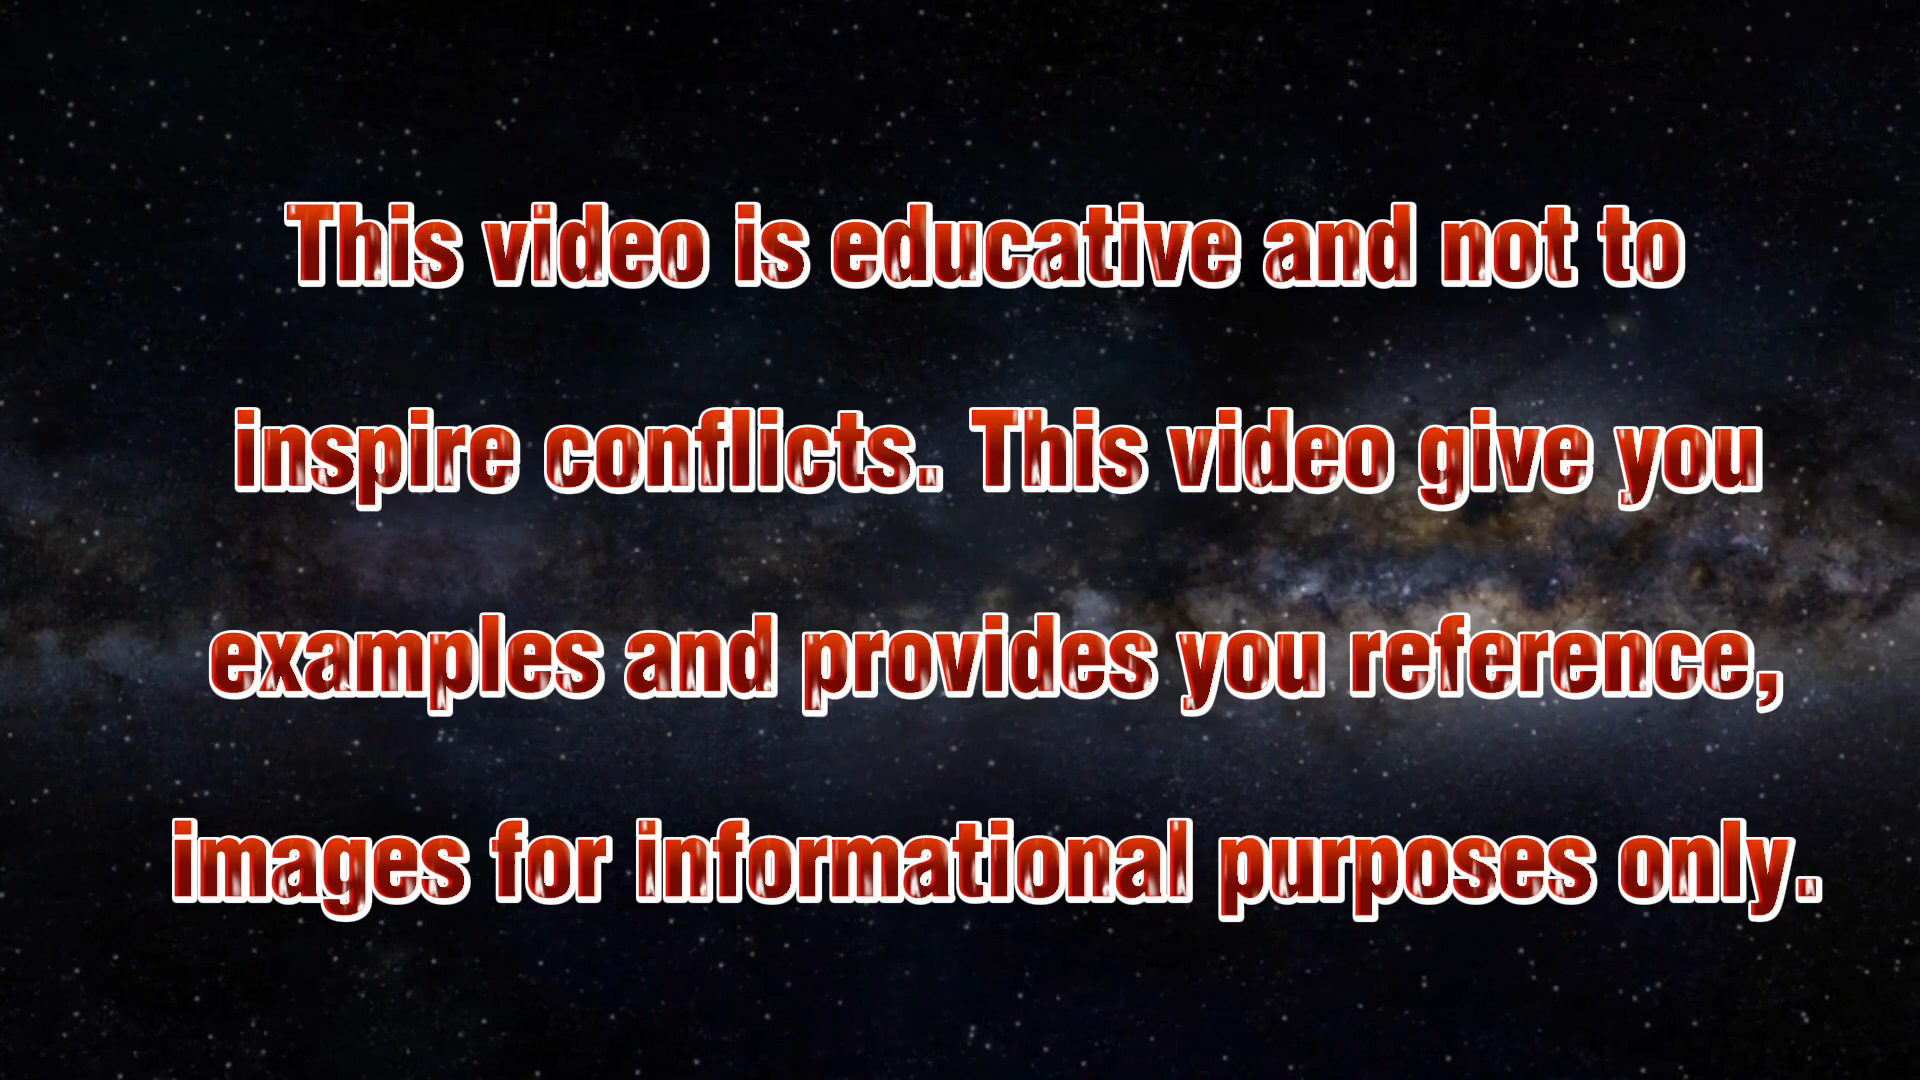 This video is educative and not to
inspire conflicts. This video give you
examples and provides you reference,
images for informational purposes only.